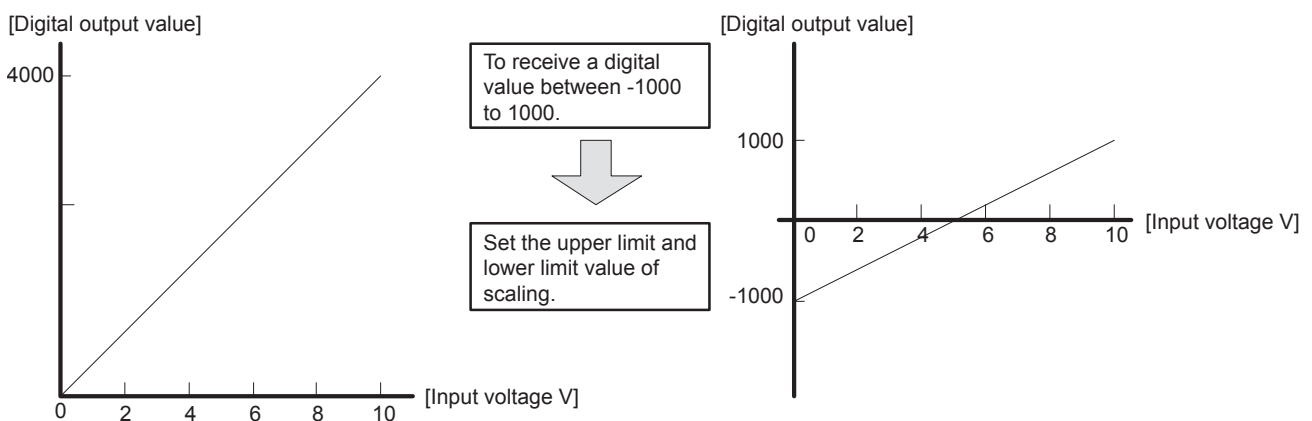 [Digital output value]
4000
0
2
4
6
8
10
[Input voltage V]
To receive a digital
value between -1000
to 1000.
Set the upper limit and
lower limit value of
scaling.
[Digital output value]
1000
-1000
0
2
4
6
8
10
[Input voltage V]